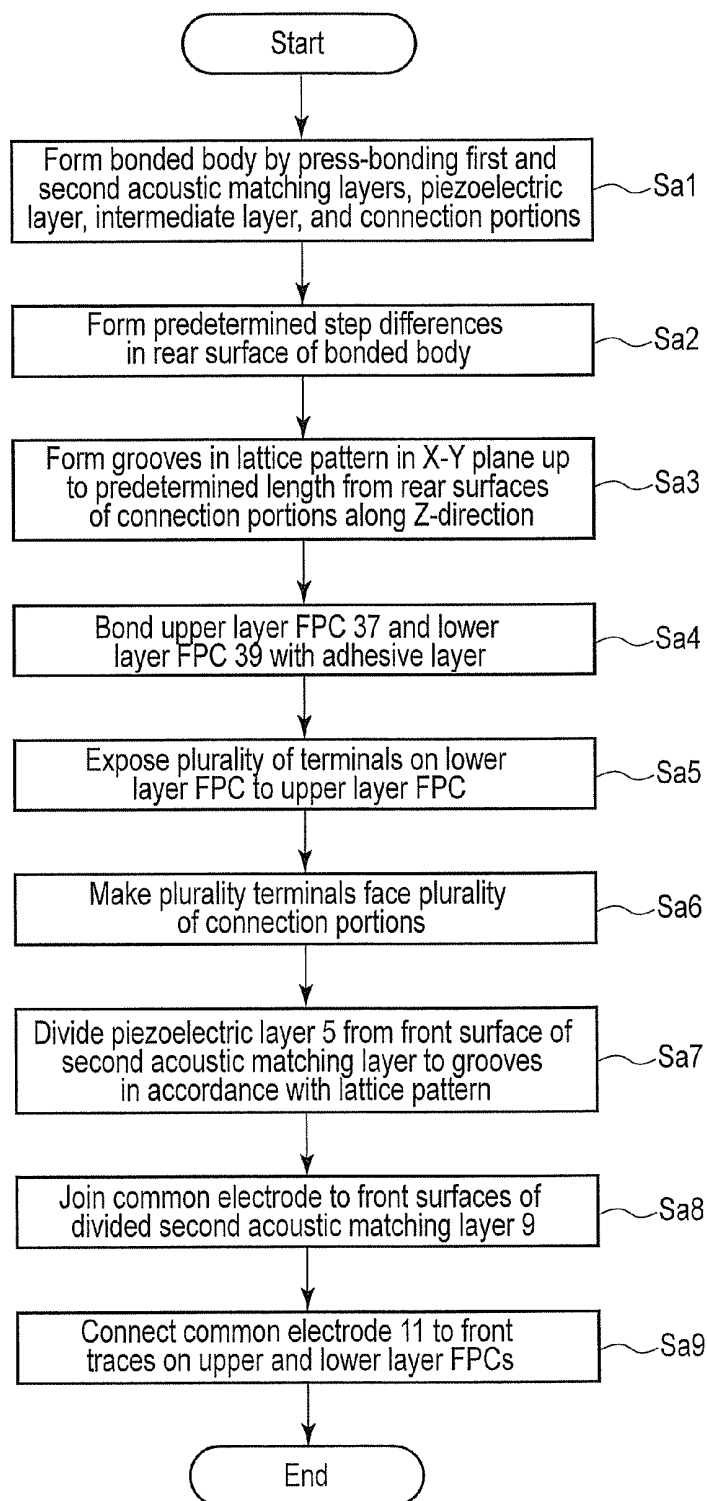 Start
Form bonded body by press-bonding first and
second acoustic matching layers, piezoelectric
layer, intermediate layer, and connection portions
Sa1
Form predetermined step differences
in rear surface of bonded body
Sa2
Form grooves in lattice pattern in X-Y plane up
to predetermined length from rear surfaces
of connection portions along Z-direction
Sa3
Bond upper layer FPC 37 and lower
layer FPC 39 with adhesive layer
Sa4
Expose plurality of terminals on lower
layer FPC to upper layer FPC
Sa5
Make plurality terminals face plurality
of connection portions
Sa6
Divide piezoelectric layer 5 from front surface of
second acoustic matching layer to grooves
in accordance with lattice pattern
Sa7
Join common electrode to front surfaces of
divided second acoustic matching layer 9
Sa8
Connect common electrode 11 to front
traces on upper and lower layer FPCs
Sa9
End